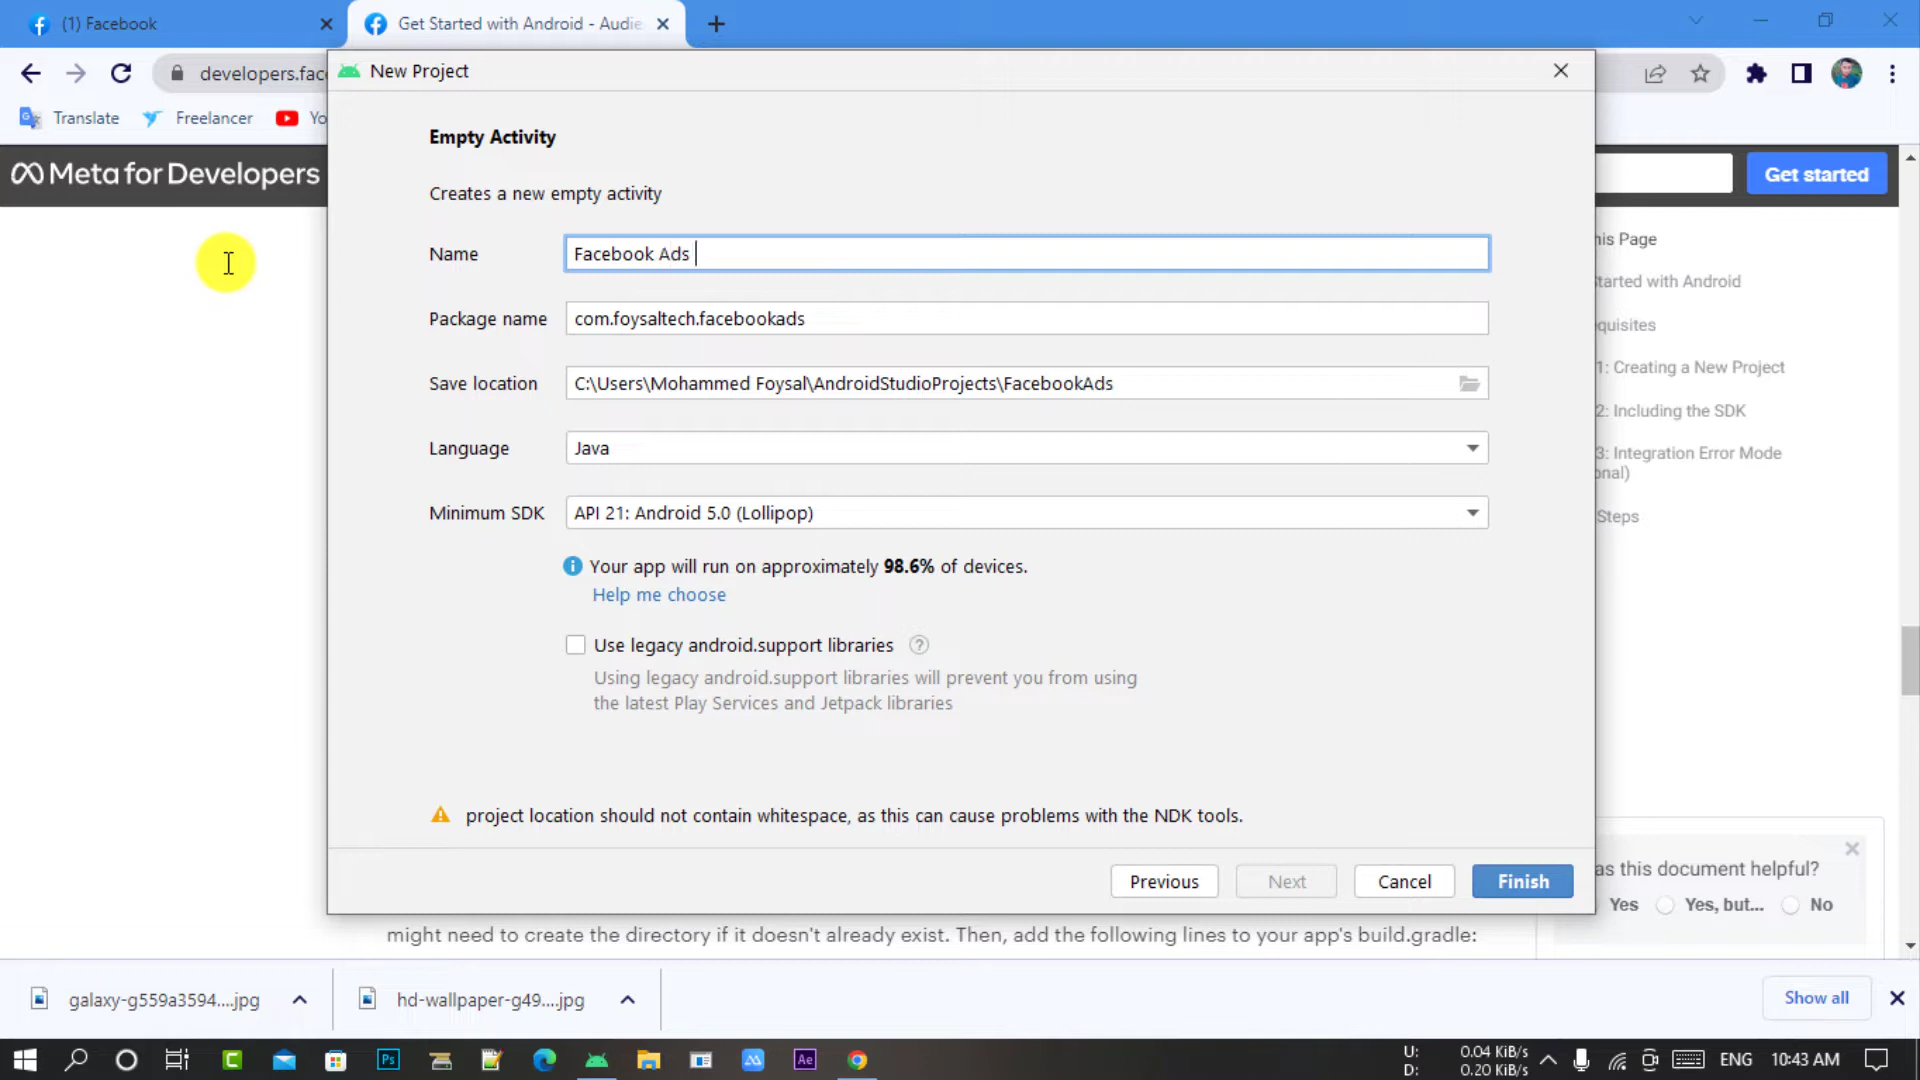 (1) Facebook
Get Started with Android - Audie
developers.fac
New Project
Translate
Freelancer
Yo
Empty Activity
Meta for Developers
Get started
Creates a new empty activity
Name
Facebook Ads
his Page
Started with Android
Package name
com.foysaltech.facebookads
equisites
1: Creating a New Project
Save location
C:\Users\Mohammed Foysal\AndroidStudioProjects\FacebookAds
2: Including the SDK
Language
Java
3: Integration Error Mode
onal)
Minimum SDK
API 21: Android 5.0 (Lollipop)
Steps
Your app will run on approximately 98.6% of devices.
Help me choose
Use legacy android.support libraries
?
Using legacy android.support libraries will prevent you from using
the latest Play Services and Jetpack libraries
project location should not contain whitespace, as this can cause problems with the NDK tools.
Previous
Next
Cancel
Finish
as this document helpful?
Yes
Yes, but...
No
might need to create the directory if it doesn't already exist. Then, add the following lines to your app's build.gradle:
galaxy-g559a3594....jpg
hd-wallpaper-g49....jpg
Show all
C
Ps
Ae
U: 0.04 KiB/s
D: 0.20 KiB/s
ENG
10:43 AM